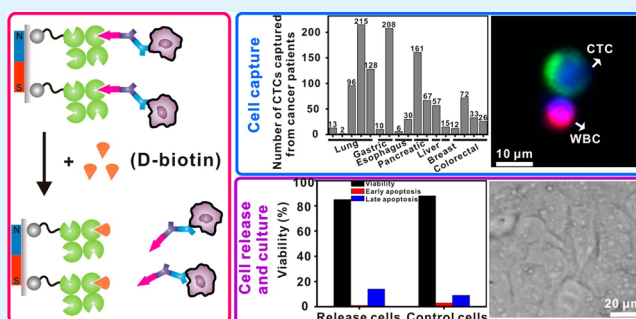 N
S
+
(D-biotin)
N
S
Cell capture
Number of CTCs captured
from cancer patients
200
150
100
50
0
13
2
96
215
128
10
208
6
30
161
67
57
15
12
72
33
26
Lung
Gastric
Esophagus
Pancreatic
Liver
Breast
Colorectal
CTC
WBC
10 µm
Cell release
and culture
Viability (%)
100
80
60
40
20
0
Viability
Early apoptosis
Late apoptosis
Release cells
Control cells
20 µm